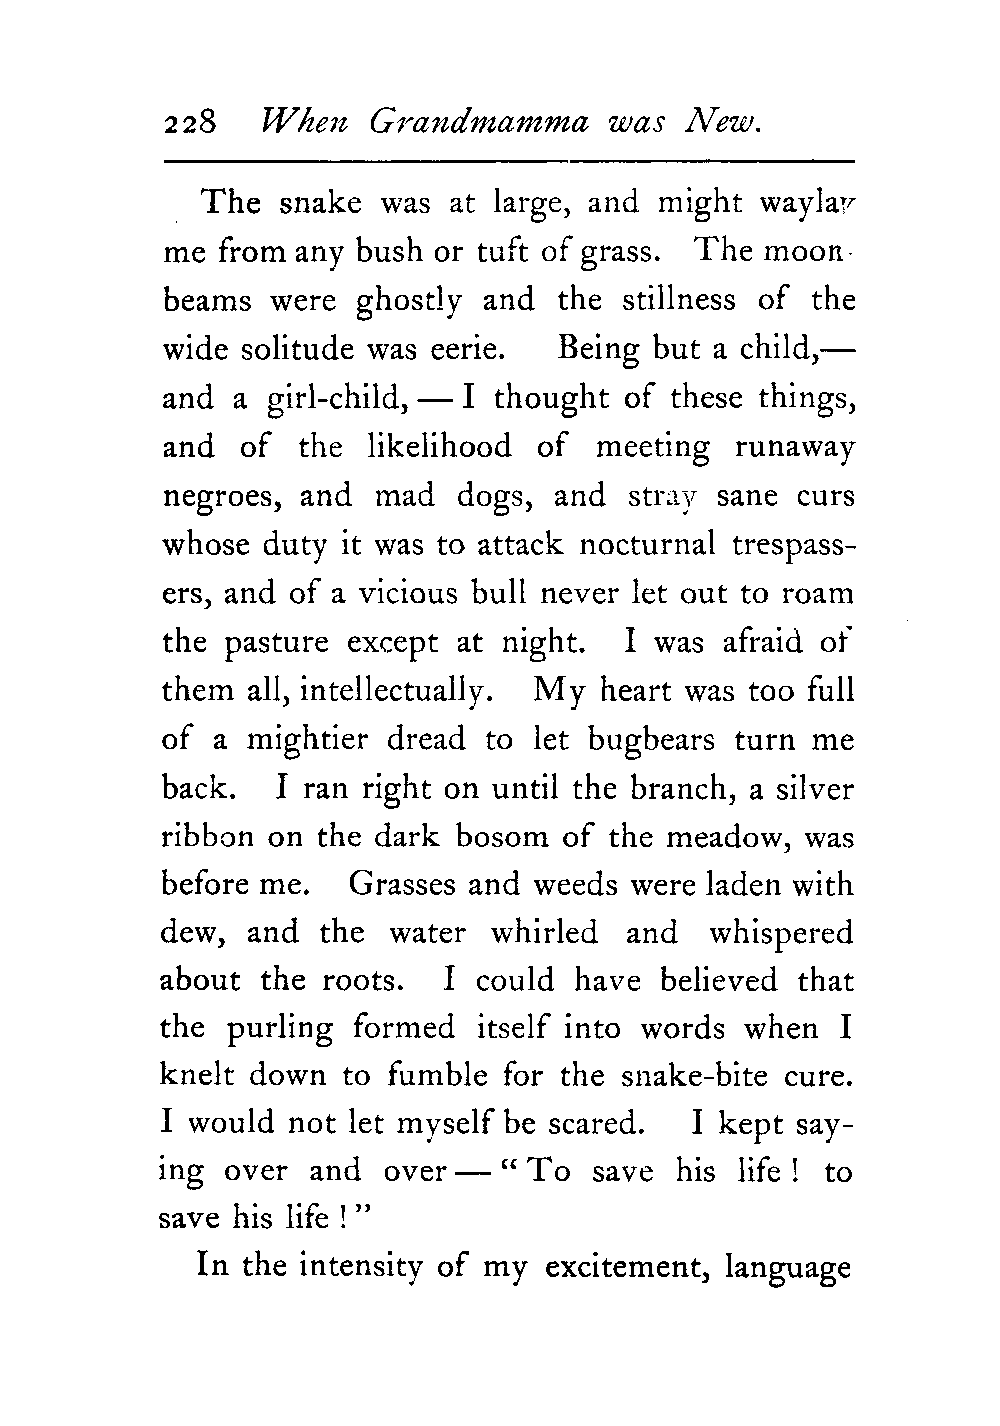 228 When Grandmamma was New.
The snake was at large, and might waylay
me from any bush or tuft of grass. The moon-
beams were ghostly and the stillness of the
wide solitude was eerie. Being but a child,—
and a girl-child, — I thought of these things,
and of the likelihood of meeting runaway
negroes, and mad dogs, and stray sane curs
whose duty it was to attack nocturnal trespass-
ers, and of a vicious bull never let out to roam
the pasture except at night. I was afraid of
them all, intellectually. My heart was too full
of a mightier dread to let bugbears turn me
back. I ran right on until the branch, a silver
ribbon on the dark bosom of the meadow, was
before me. Grasses and weeds were laden with
dew, and the water whirled and whispered
about the roots. I could have believed that
the purling formed itself into words when I
knelt down to fumble for the snake-bite cure.
I would not let myself be scared. I kept say-
ing over and over — “ To save his life ! to
save his life ! ”
In the intensity of my excitement, language